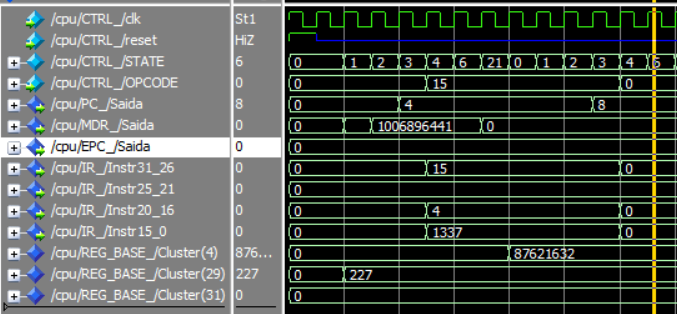 /cpu/CTRL_/clk St1
/cpu/CTRL_/reset HiZ
/cpu/CTRL_/STATE 6 0 1 2 3 4 6 21 0 1 2 3 4 6
/cpu/CTRL_/OPCODE 0 0 15 0
/cpu/PC_/Saida 8 0 4 8
/cpu/MDR_/Saida 0 0 1006896441 0
/cpu/EPC_/Saida 0 0
/cpu/IR_/Instr31_26 0 0 15 0
/cpu/IR_/Instr25_21 0 0
/cpu/IR_/Instr20_16 0 0 4 0
/cpu/IR_/Instr15_0 0 0 1337 0
/cpu/REG_BASE_/Cluster(4) 876... 0 87621632
/cpu/REG_BASE_/Cluster(29) 227 0 227
/cpu/REG_BASE_/Cluster(31) 0 0